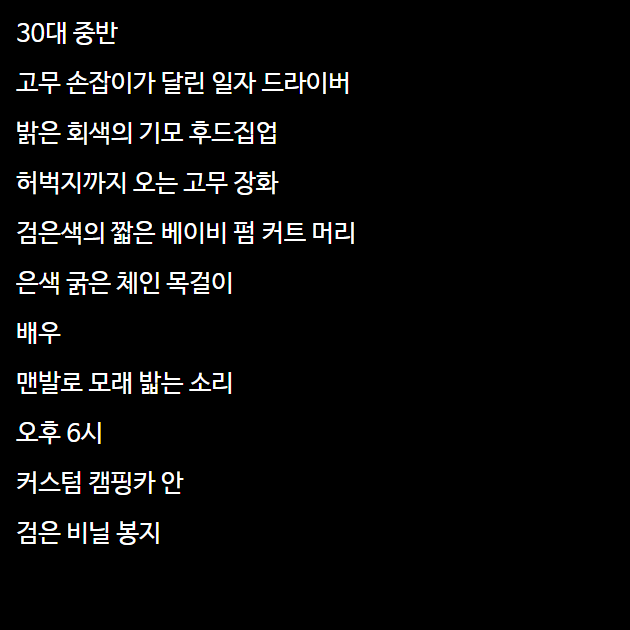 30대 중반
고무 손잡이가 달린 일자 드라이버
밝은 회색의 기모 후드집업
허벅지까지 오는 고무 장화
검은색의 짧은 베이비 펌 커트 머리
은색 굵은 체인 목걸이
배우
맨발로 모래 밟는 소리
오후 6시
커스텀 캠핑카 안
검은 비닐 봉지